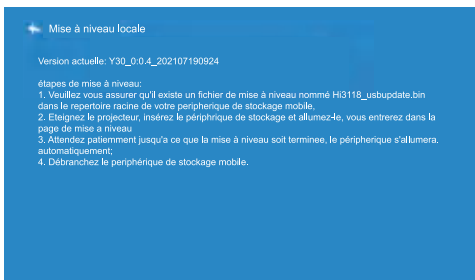 Mise à niveau locale
Version actuelle: Y30_0:0.4_202107190924
étapes de mise à niveau:
1. Veuillez vous assurer qu'il existe un fichier de mise à niveau nommé Hi3118_usbupdate.bin
dans le repertoire racine de votre peripherique de stockage mobile,
2. Eteignez le projecteur, insérez le périphrique de stockage et allumez-le, vous entrerez dans la
page de mise a niveau
3. Attendez patiemment jusqu'a ce que la mise à niveau soit terminee, le péripherique s'allumera.
automatiquement;
4. Débranchez le periphérique de stockage mobile.